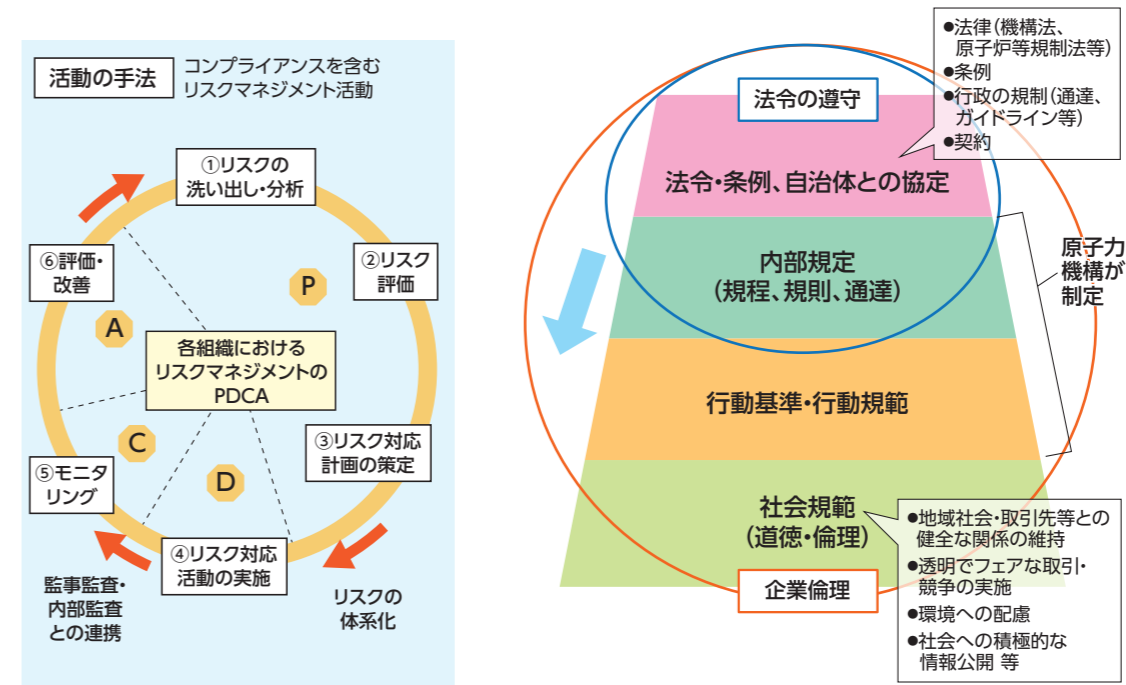 活動の手法
コンプライアンスを含む
リスクマネジメント活動
①リスクの
洗い出し・分析
②リスク
評価
③リスク対応
計画の策定
④リスク対応
活動の実施
⑤モニタ
リング
⑥評価・
改善
P
D
C
A
各組織における
リスクマネジメントの
PDCA
リスクの
体系化
監事監査・
内部監査
との連携
法令の遵守
法令・条例、自治体との協定
内部規定
（規程、規則、通達）
行動基準・行動規範
社会規範
（道徳・倫理）
企業倫理
●法律（機構法、
原子炉等規制法等）
●条例
●行政の規制（通達、
ガイドライン等）
●契約
原子力
機構が
制定
●地域社会・取引先等との
健全な関係の維持
●透明でフェアな取引・
競争の実施
●環境への配慮
●社会への積極的な
情報公開 等